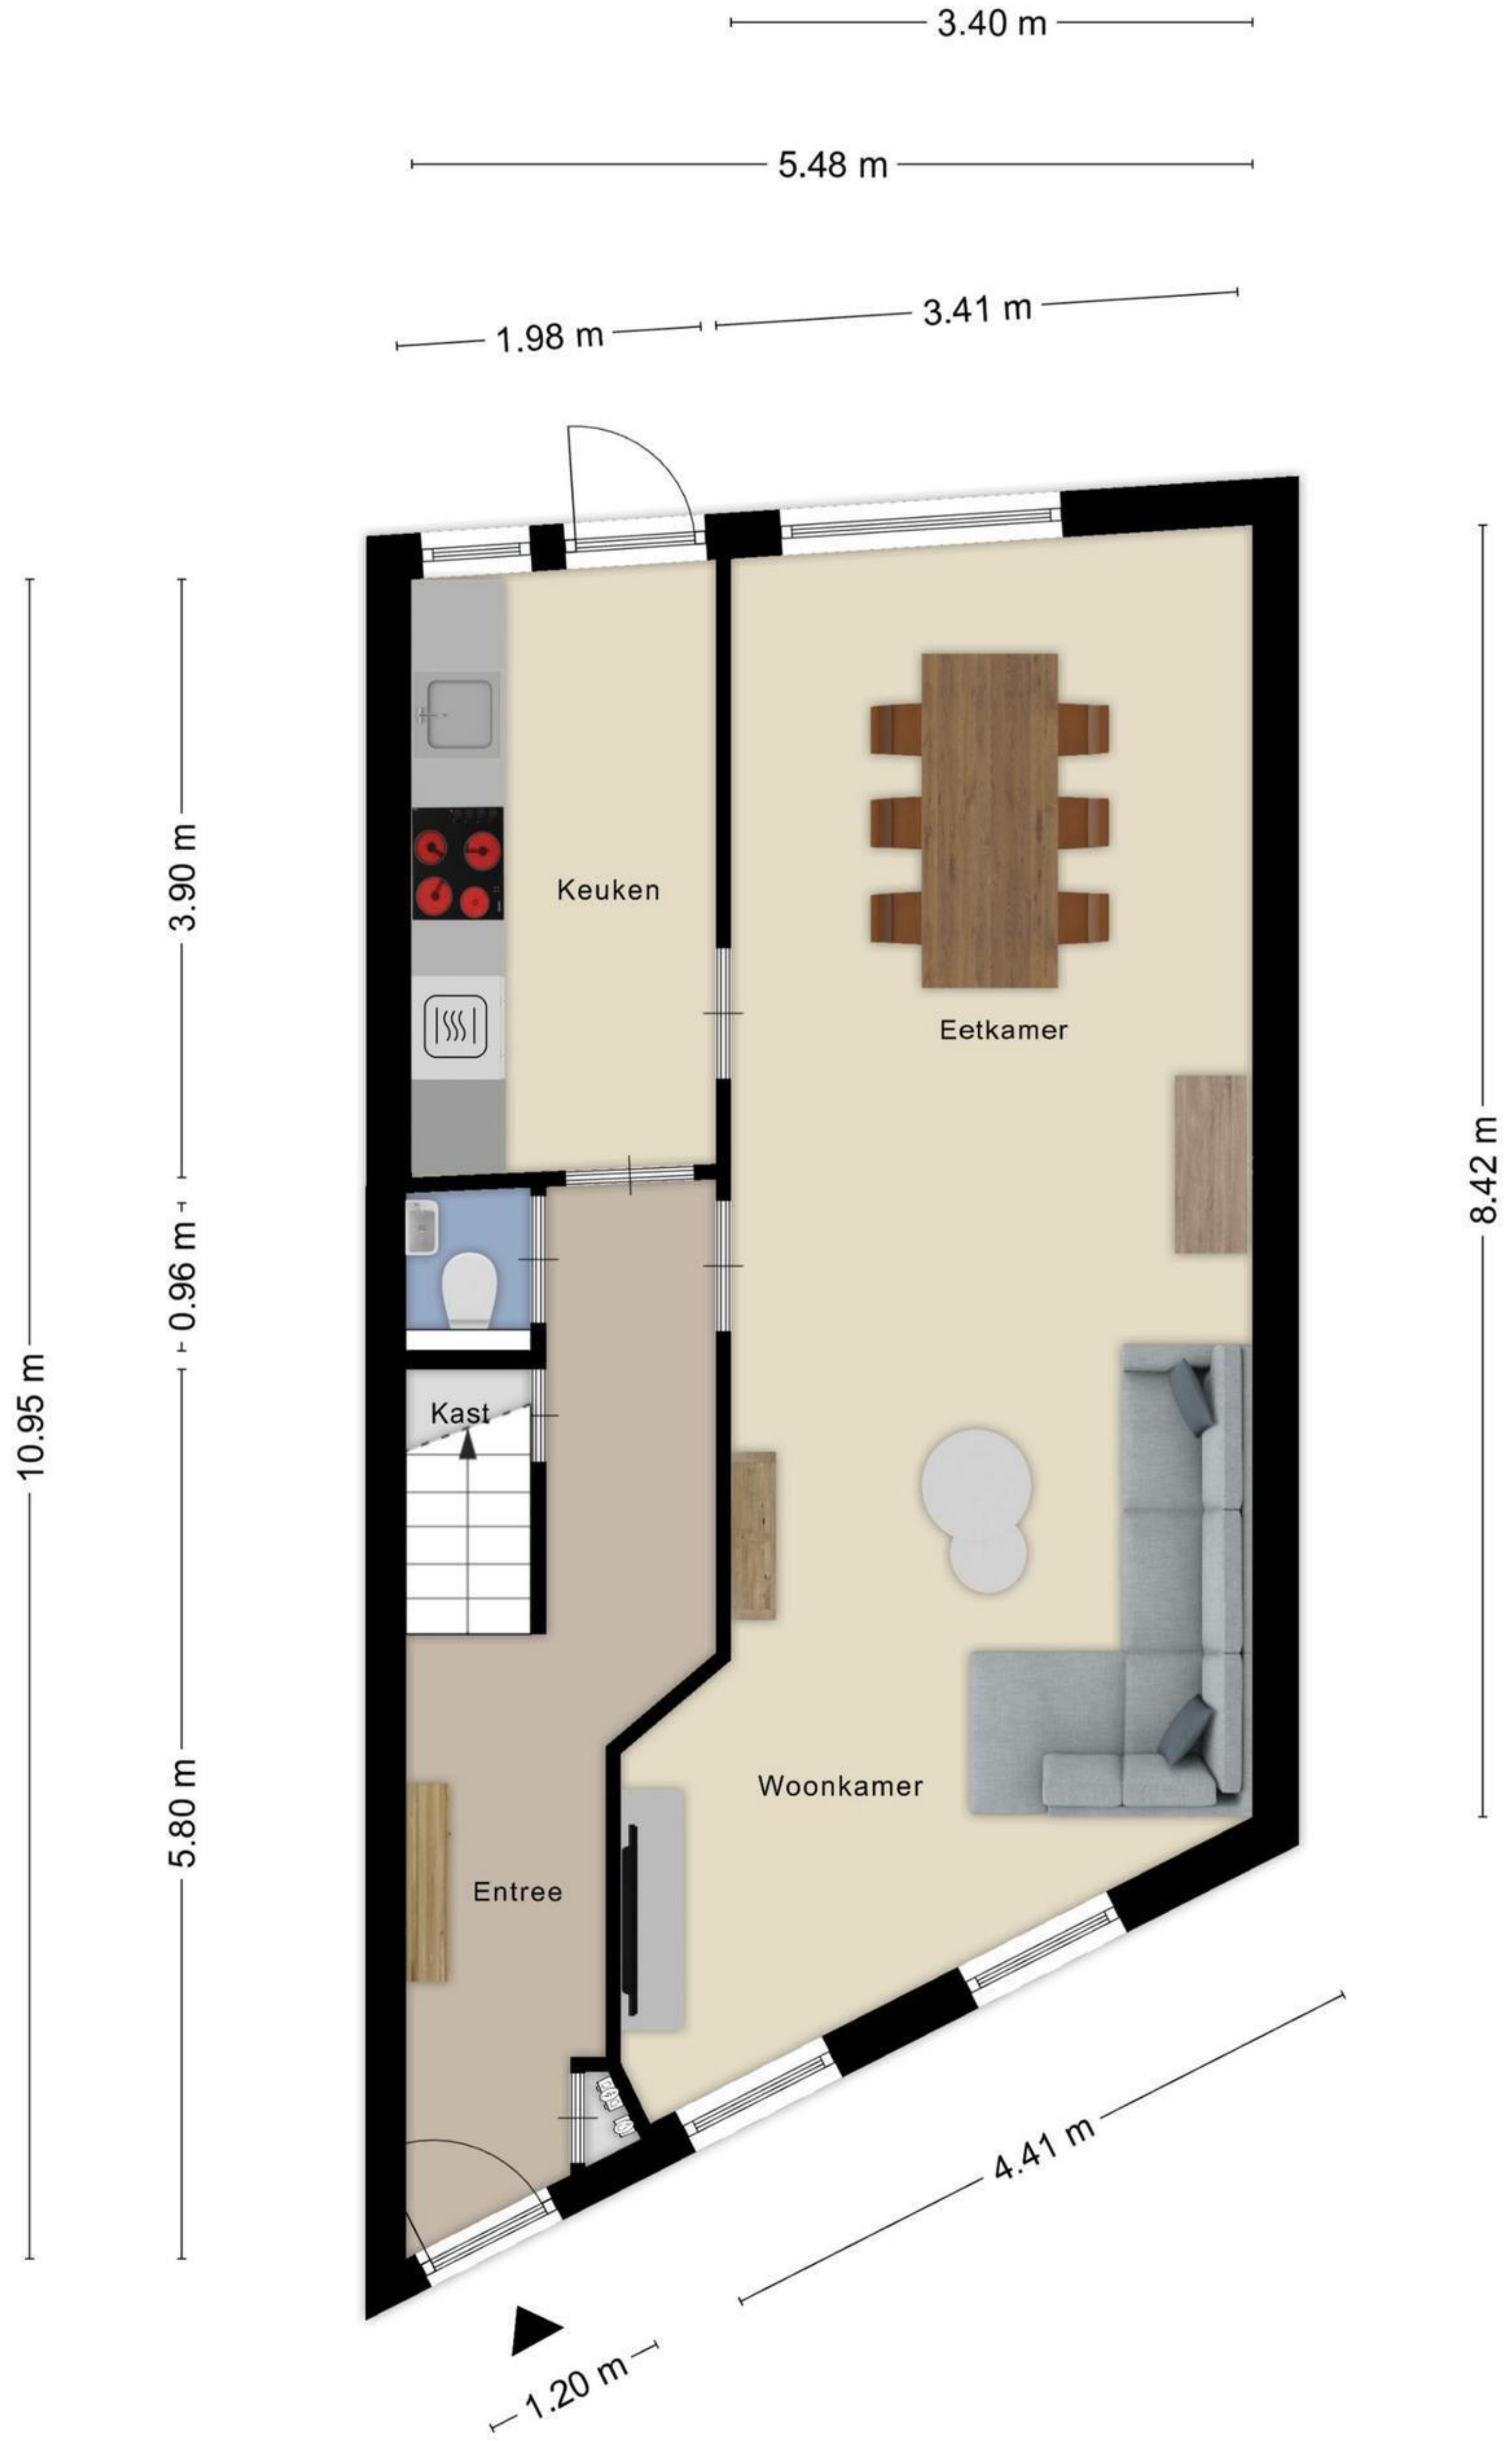 3.40 m
5.48 m
1.98 m
3.41 m
3.90 m
Keuken
Eetkamer
8.42 m
0.96 m
10.95 m
Kast
5.80 m
Woonkamer
Entree
4.41 m
1.20 m